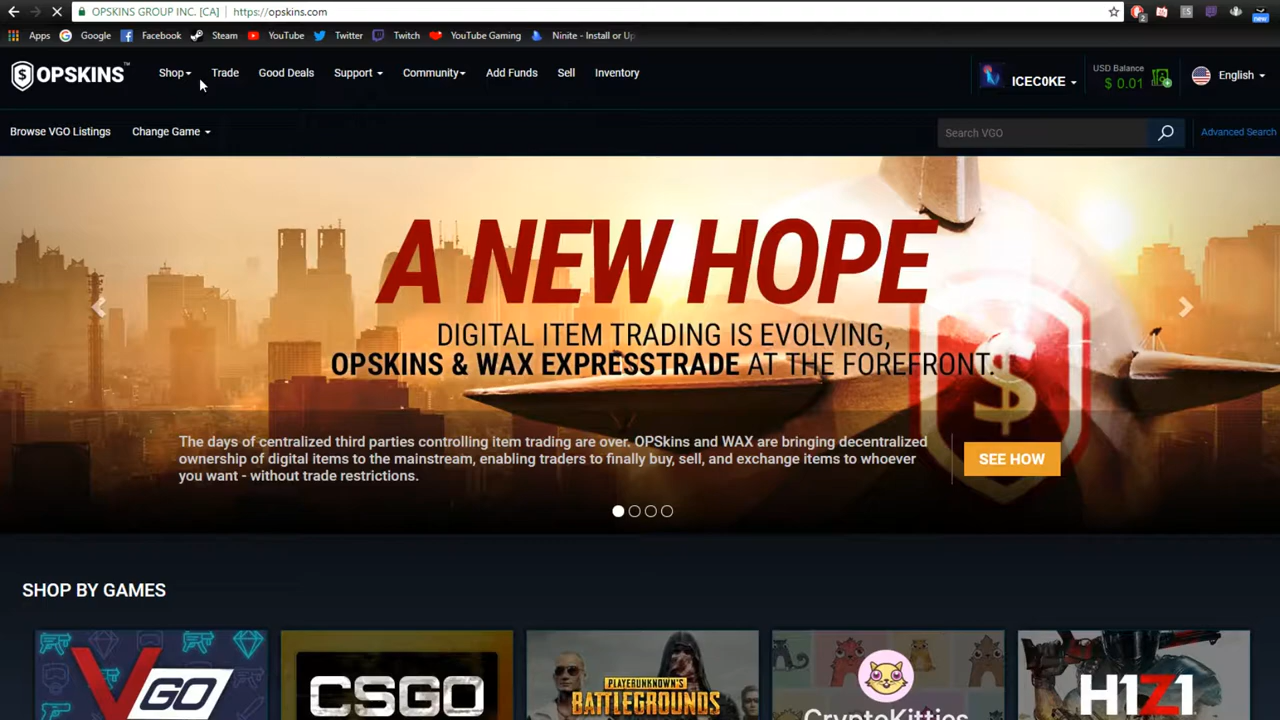 OPSKINS GROUP INC. [CA] https://opskins.com
Apps Google Facebook Steam YouTube Twitter Twitch YouTube Gaming Ninite - Install or Up
new
2
OPSKINS™ Shop Trade Good Deals Support Community Add Funds Sell Inventory
ICEC0KE
USD Balance
$ 0.01
English
Browse VGO Listings Change Game Search VGO Advanced Search
A NEW HOPE
DIGITAL ITEM TRADING IS EVOLVING,
OPSKINS & WAX EXPRESSTRADE AT THE FOREFRONT.
The days of centralized third parties controlling item trading are over. OPSkins and WAX are bringing decentralized
ownership of digital items to the mainstream, enabling traders to finally buy, sell, and exchange items to whoever
you want - without trade restrictions.
SEE HOW
SHOP BY GAMES
VGO
CSGO
PLAYERUNKNOWN'S
BATTLEGROUNDS
CryptoKitties
H1Z1